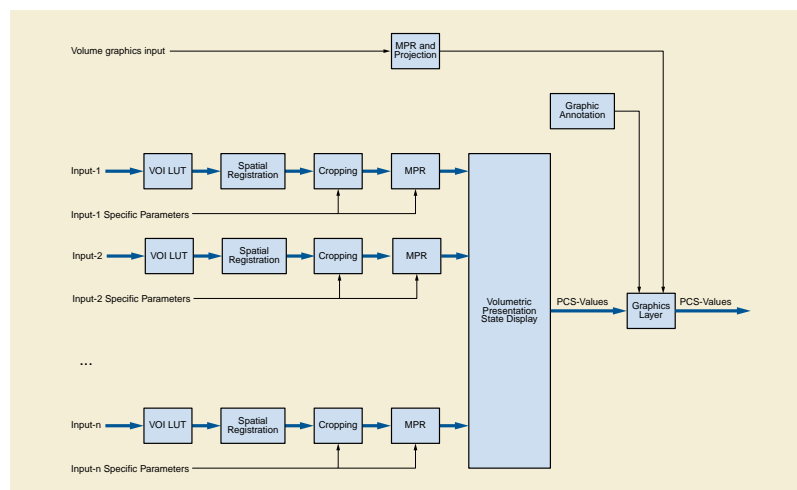 Volume graphics input
MPR and
Projection
Graphic
Annotation
Input-1
VOI LUT
Spatial
Registration
Cropping
MPR
Input-1 Specific Parameters
Input-2
VOI LUT
Spatial
Registration
Cropping
MPR
Input-2 Specific Parameters
Volumetric
Presentation
State Display
PCS-Values
Graphics
Layer
PCS-Values
...
Input-n
VOI LUT
Spatial
Registration
Cropping
MPR
Input-n Specific Parameters